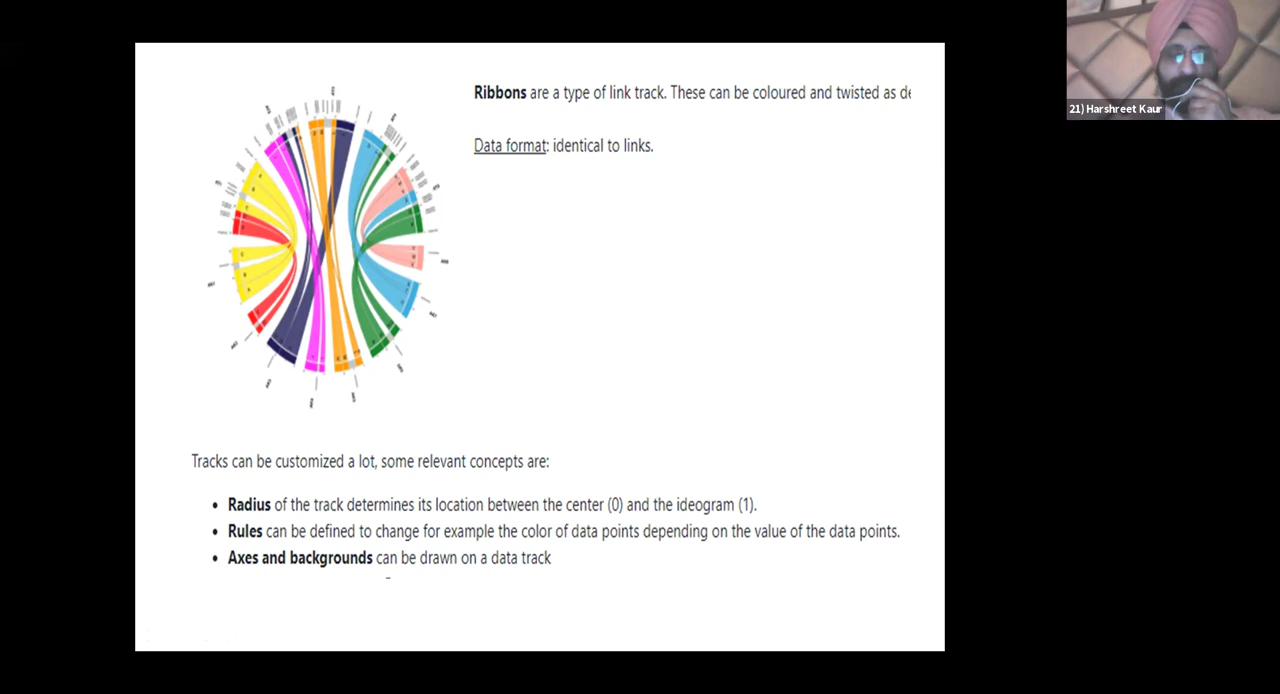 21) Harshreet Kaur
Ribbons are a type of link track. These can be coloured and twisted as de
Data format: identical to links.
Tracks can be customized a lot, some relevant concepts are:
• Radius of the track determines its location between the center (0) and the ideogram (1).
• Rules can be defined to change for example the color of data points depending on the value of the data points.
• Axes and backgrounds can be drawn on a data track